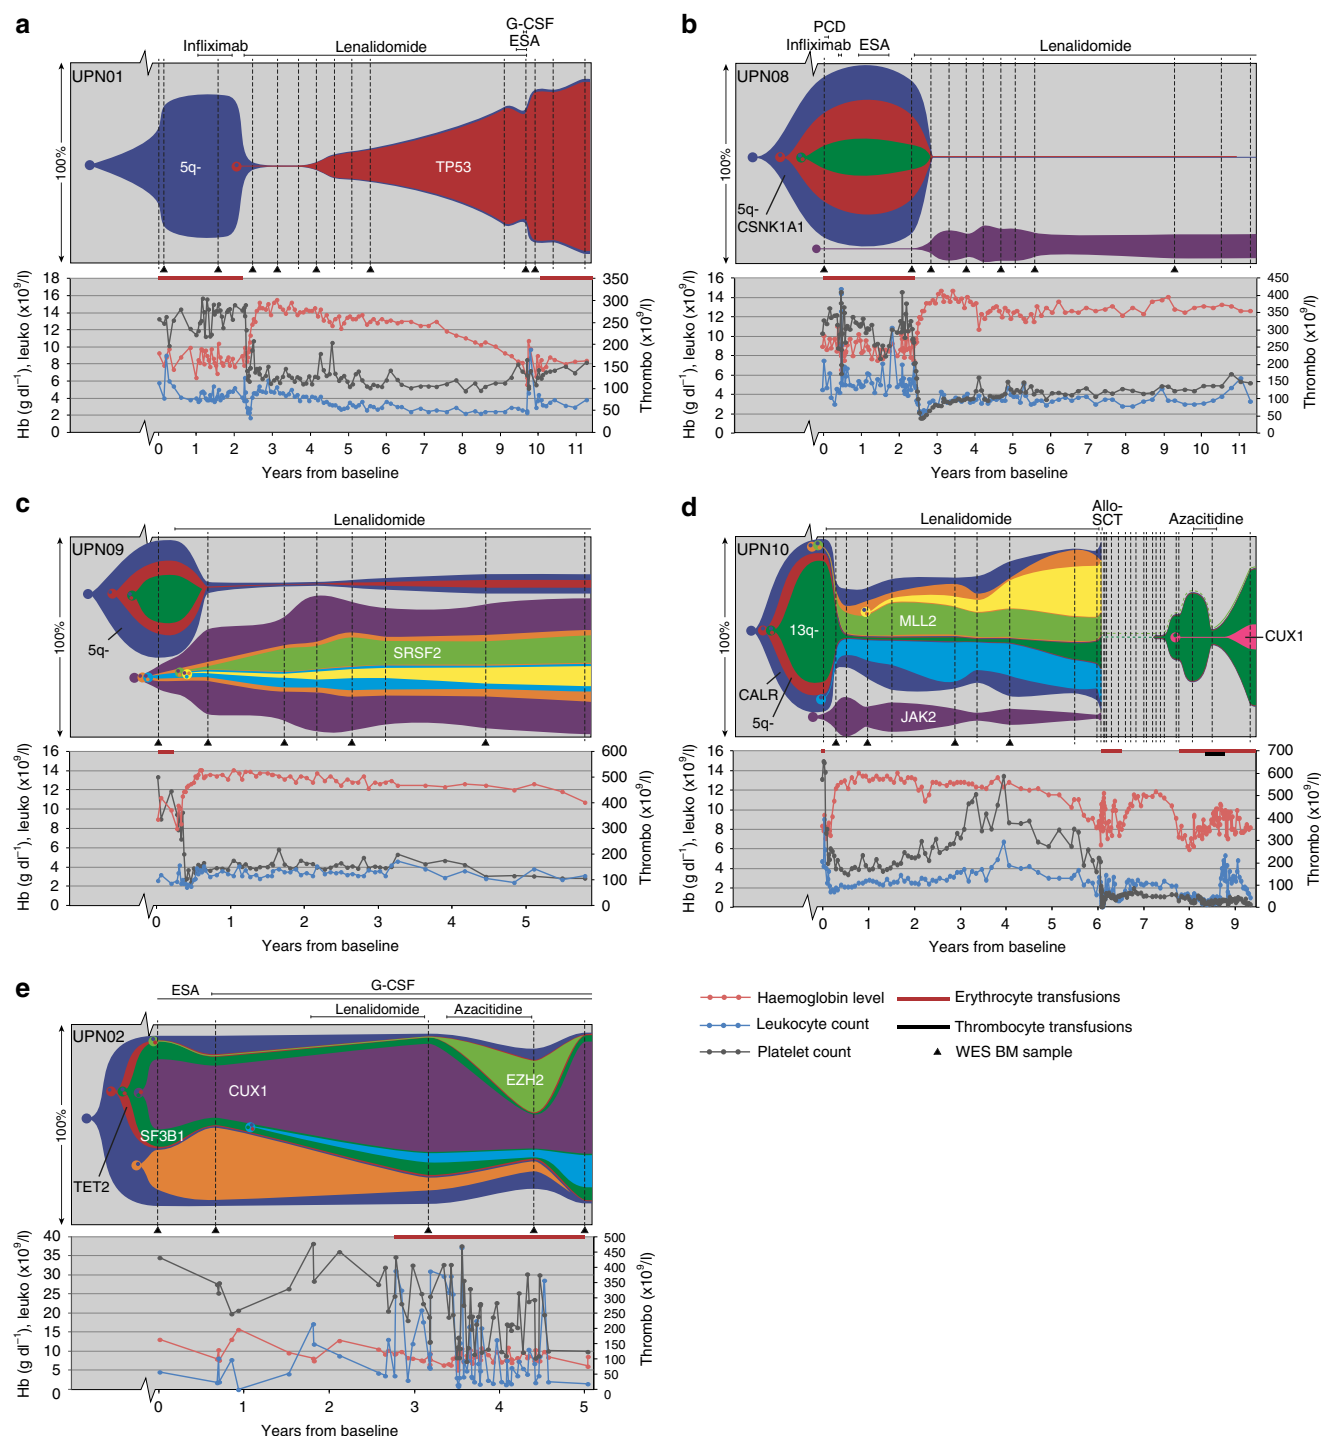 a
G-CSF
Infliximab
Lenalidomide
ESA
UPN01
100%
5q-
TP53
18
16
14
12
10
8
6
4
2
0
350
300
250
200
150
100
50
0
Hb (g dl⁻¹), leuko (x10⁹/l)
Thrombo (x10⁹/l)
0 1 2 3 4 5 6 7 8 9 10 11
Years from baseline
b
PCD
Infliximab
ESA
Lenalidomide
UPN08
100%
5q-
CSNK1A1
16
14
12
10
8
6
4
2
0
450
400
350
300
250
200
150
100
50
0
Hb (g dl⁻¹), leuko (x10⁹/l)
Thrombo (x10⁹/l)
0 1 2 3 4 5 6 7 8 9 10 11
Years from baseline
c
Lenalidomide
UPN09
100%
5q-
SRSF2
16
14
12
10
8
6
4
2
0
600
500
400
300
200
100
0
Hb (g dl⁻¹), leuko (x10⁹/l)
Thrombo (x10⁹/l)
0 1 2 3 4 5
Years from baseline
d
Lenalidomide
Allo-
SCT
Azacitidine
UPN10
100%
13q-
MLL2
CUX1
CALR
5q-
JAK2
16
14
12
10
8
6
4
2
0
700
600
500
400
300
200
100
0
Hb (g dl⁻¹), leuko (x10⁹/l)
Thrombo (x10⁹/l)
0 1 2 3 4 5 6 7 8 9
Years from baseline
e
ESA
G-CSF
Lenalidomide
Azacitidine
UPN02
100%
CUX1
EZH2
SF3B1
TET2
40
35
30
25
20
15
10
5
0
500
450
400
350
300
250
200
150
100
50
0
Hb (g dl⁻¹), leuko (x10⁹/l)
Thrombo (x10⁹/l)
0 1 2 3 4 5
Years from baseline
Haemoglobin level
Erythrocyte transfusions
Leukocyte count
Thrombocyte transfusions
Platelet count
WES BM sample